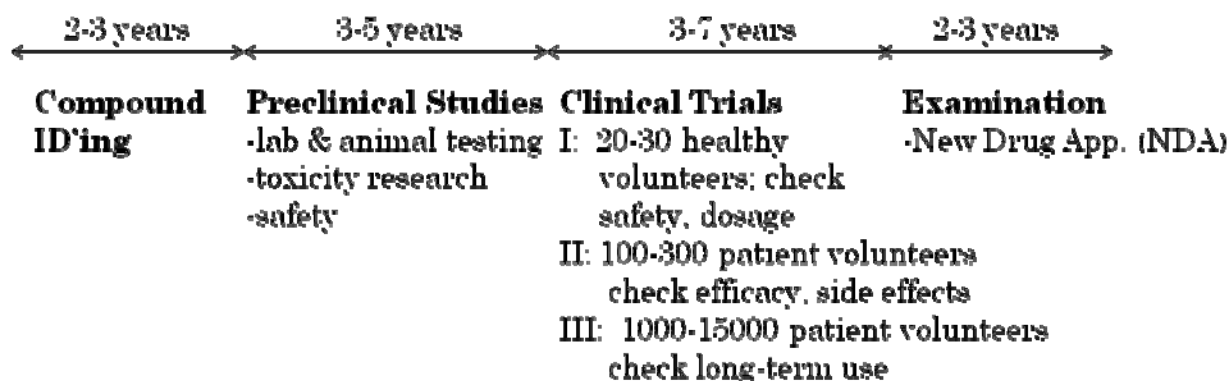 2-3 years 3-5 years 3-7 years 2-3 years
Compound Preclinical Studies Clinical Trials Examination
ID'ing -lab & animal testing I: 20-30 healthy -New Drug App. (NDA)
-toxicity research volunteers; check
-safety safety, dosage
II: 100-300 patient volunteers
check efficacy, side effects
III: 1000-15000 patient volunteers
check long-term use